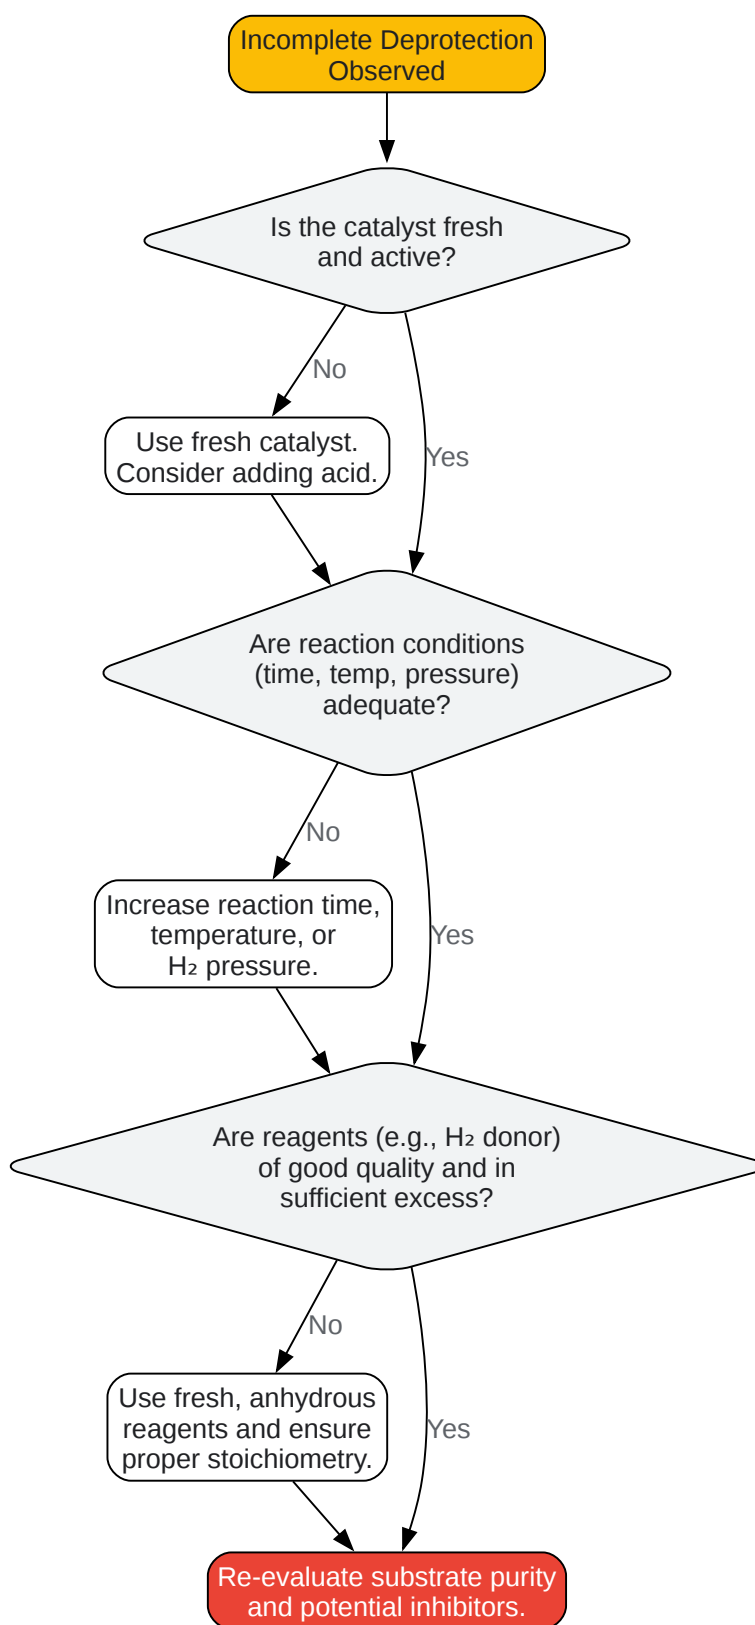 Incomplete Deprotection
Observed
Is the catalyst fresh
and active?
No
Use fresh catalyst.
Consider adding acid.
Yes
Are reaction conditions
(time, temp, pressure)
adequate?
No
Increase reaction time,
temperature, or
H₂ pressure.
Yes
Are reagents (e.g., H₂ donor)
of good quality and in
sufficient excess?
No
Use fresh, anhydrous
reagents and ensure
proper stoichiometry.
Yes
Re-evaluate substrate purity
and potential inhibitors.